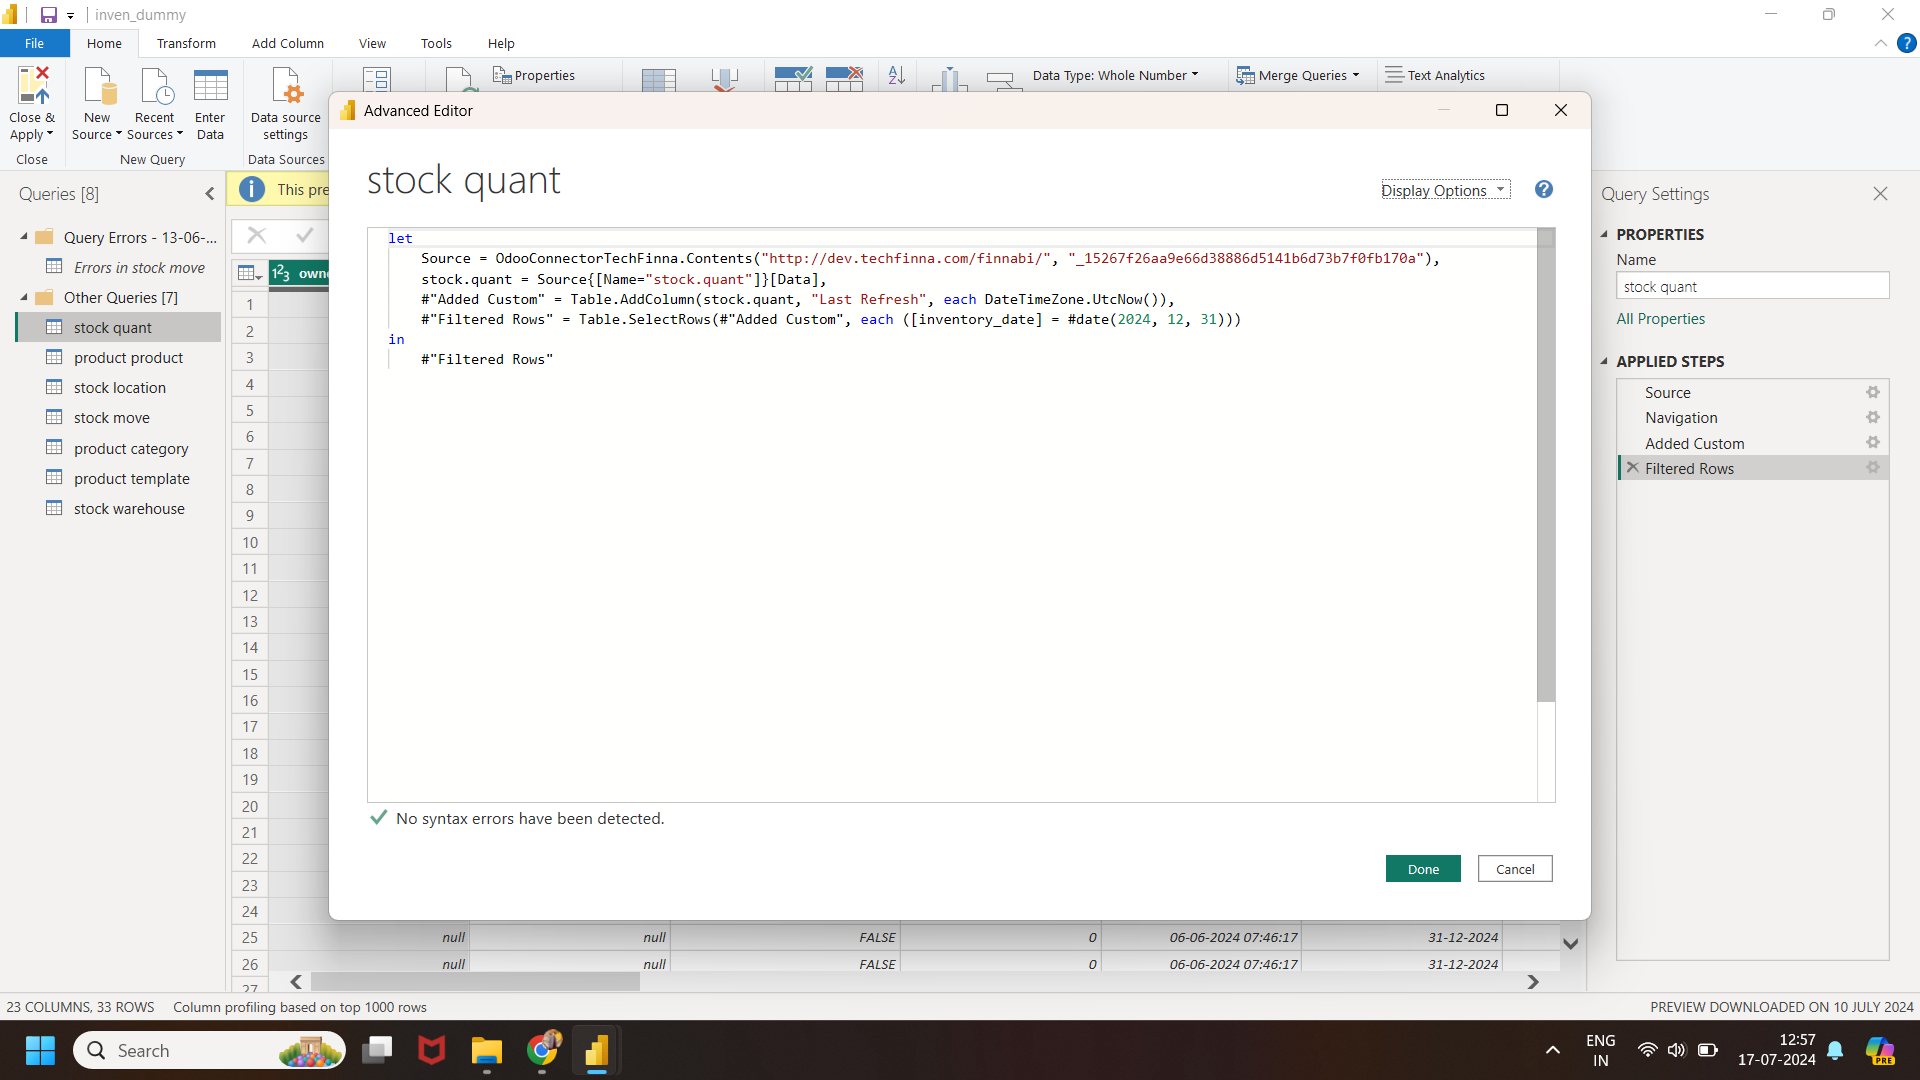 inven_dummy
File
Home
Transform
Add Column
View
Tools
Help
Close &
Apply
New
Source
Recent
Sources
Enter
Data
Data source
settings
Properties
Data Type: Whole Number
Merge Queries
Text Analytics
Close
New Query
Data Sources
Queries [8]
Query Errors - 13-06-...
Errors in stock move
Other Queries [7]
stock quant
product product
stock location
stock move
product category
product template
stock warehouse
This pre
1²3 owne
1
2
3
4
5
6
7
8
9
10
11
12
13
14
15
16
17
18
19
20
21
22
23
24
25 null null FALSE 0 06-06-2024 07:46:17 31-12-2024
26 null null FALSE 0 06-06-2024 07:46:17 31-12-2024
27
Advanced Editor
stock quant
Display Options
let
Source = OdooConnectorTechFinna.Contents("http://dev.techfinna.com/finnabi/", "_15267f26aa9e66d38886d5141b6d73b7f0fb170a"),
stock.quant = Source{[Name="stock.quant"]}[Data],
#"Added Custom" = Table.AddColumn(stock.quant, "Last Refresh", each DateTimeZone.UtcNow()),
#"Filtered Rows" = Table.SelectRows(#"Added Custom", each ([inventory_date] = #date(2024, 12, 31)))
in
#"Filtered Rows"
No syntax errors have been detected.
Done
Cancel
Query Settings
PROPERTIES
Name
stock quant
All Properties
APPLIED STEPS
Source
Navigation
Added Custom
Filtered Rows
23 COLUMNS, 33 ROWS
Column profiling based on top 1000 rows
PREVIEW DOWNLOADED ON 10 JULY 2024
Search
ENG
IN
12:57
17-07-2024
PRE